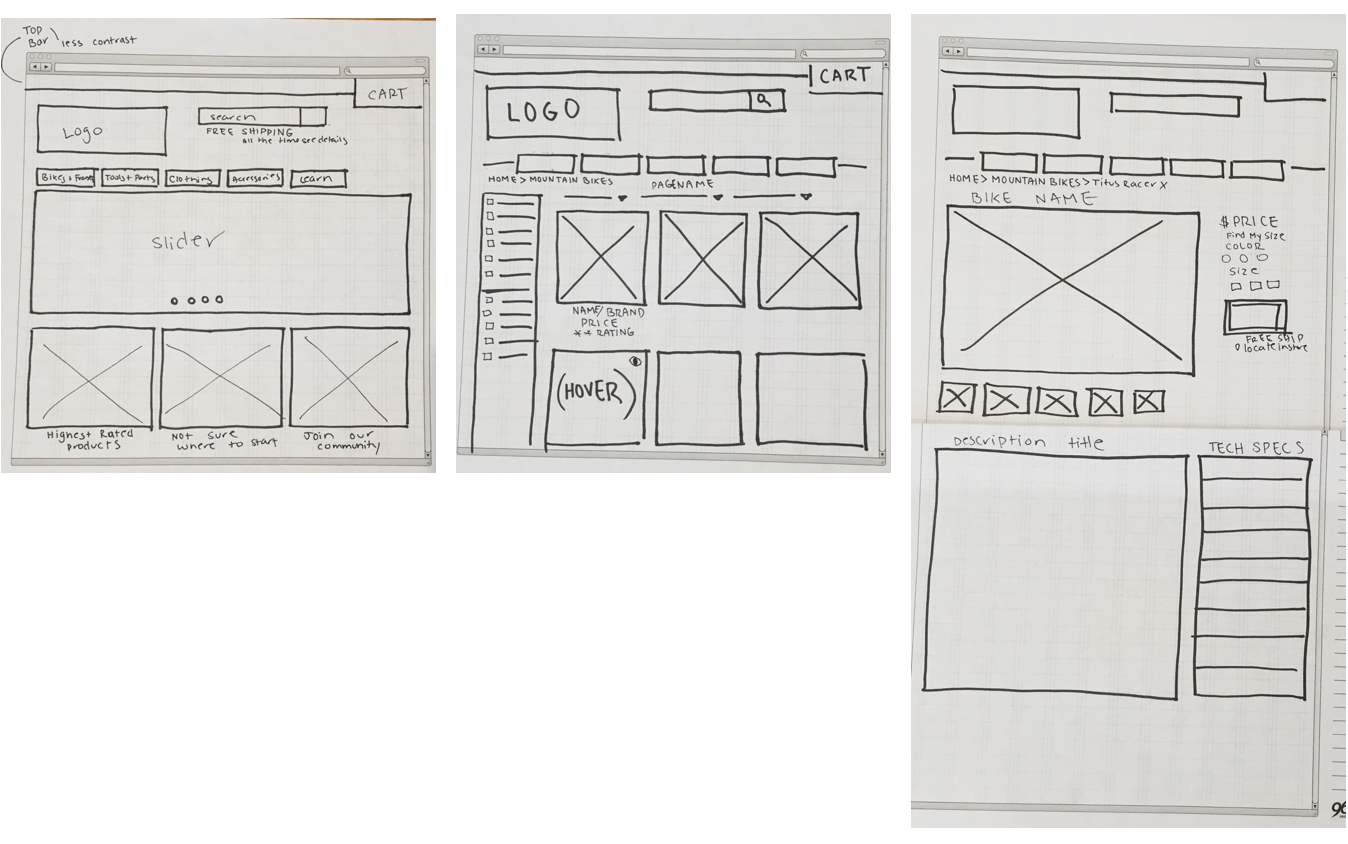 TOP
Bar less contrast
CART
Logo
search
FREE SHIPPING
all the time see details
Bikes + Frames
Tools + Parts
Clothing
Accessories
Learn
slider
Highest Rated
products
Not sure
where to start
Join our
community
CART
LOGO
HOME > MOUNTAIN BIKES
PAGENAME
NAME/BRAND
PRICE
** RATING
(HOVER)
HOME > MOUNTAIN BIKES > Titus Racer X
BIKE NAME
$ PRICE
Find My Size
COLOR
Size
FREE SHIP
locate in store
Description title
TECH SPECS